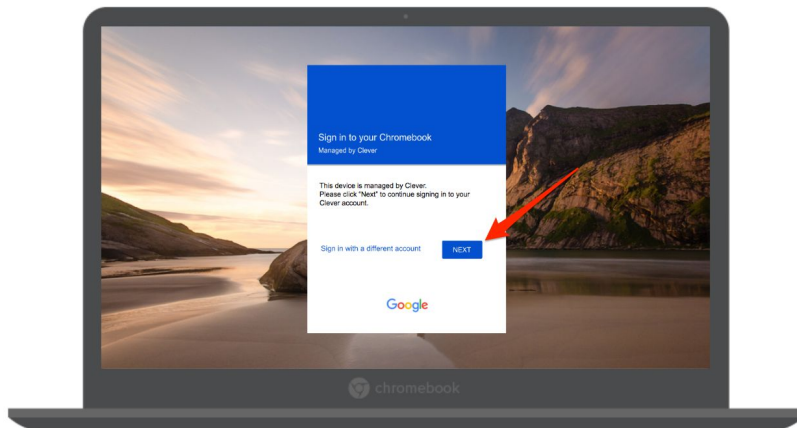 Sign in to your Chromebook
Managed by Clever
This device is managed by Clever.
Please click "Next" to continue signing in to your
Clever account.
Sign in with a different account NEXT
Google
chromebook